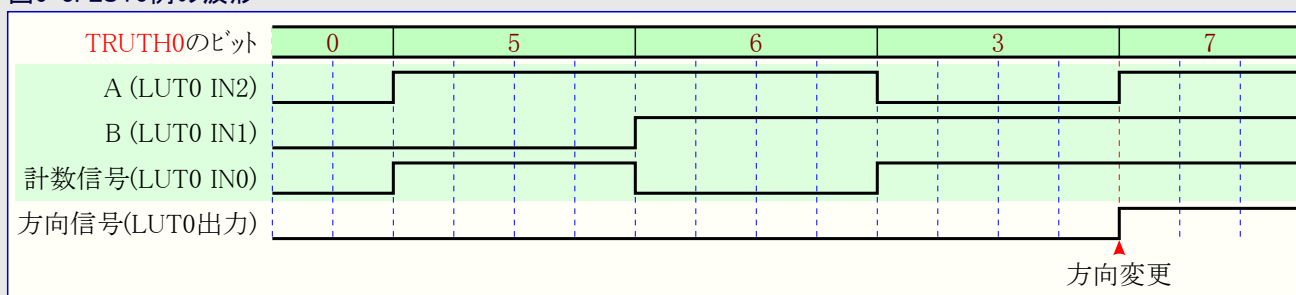 TRUTH0のビット 0 5 6 3 7
A (LUT0 IN2)
B (LUT0 IN1)
計数信号(LUT0 IN0)
方向信号(LUT0出力)
方向変更